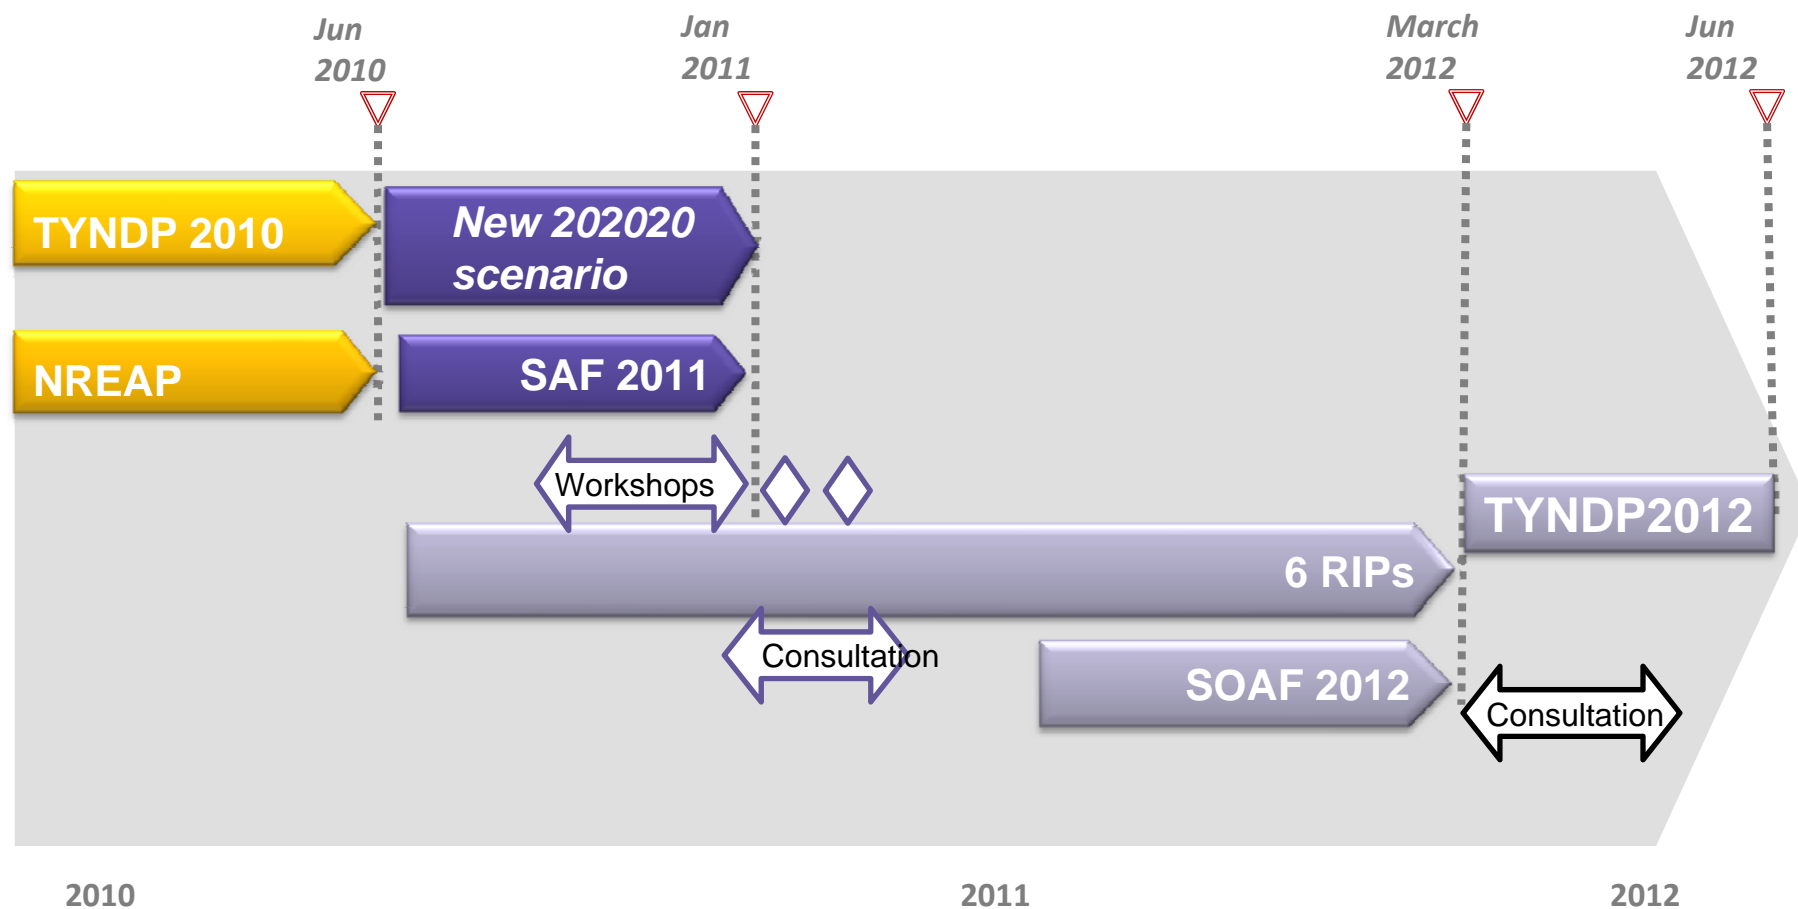 Jun
2010
Jan
2011
March
2012
Jun
2012
TYNDP 2010
New 202020
scenario
NREAP
SAF 2011
Workshops
TYNDP2012
6 RIPs
Consultation
SOAF 2012
Consultation
2010
2011
2012